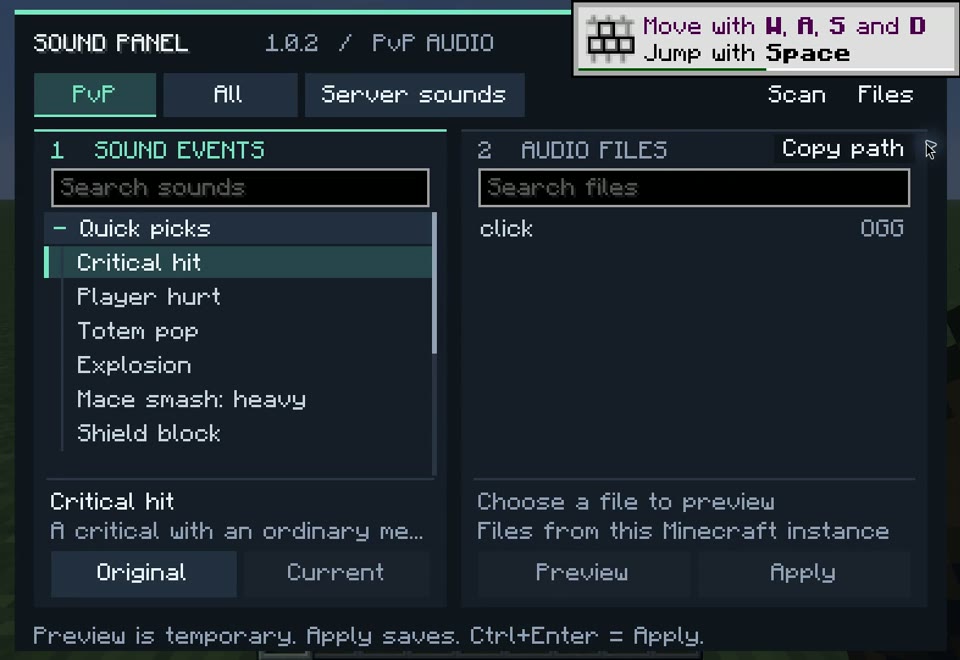 SOUND PANEL 1.0.2 / PvP AUDIO
Move with W, A, S and D
Jump with Space
PvP All Server sounds Scan Files
1 SOUND EVENTS
Search sounds
− Quick picks
Critical hit
Player hurt
Totem pop
Explosion
Mace smash: heavy
Shield block
Critical hit
A critical with an ordinary me...
Original Current
2 AUDIO FILES Copy path
Search files
click OGG
Choose a file to preview
Files from this Minecraft instance
Preview Apply
Preview is temporary. Apply saves. Ctrl+Enter = Apply.